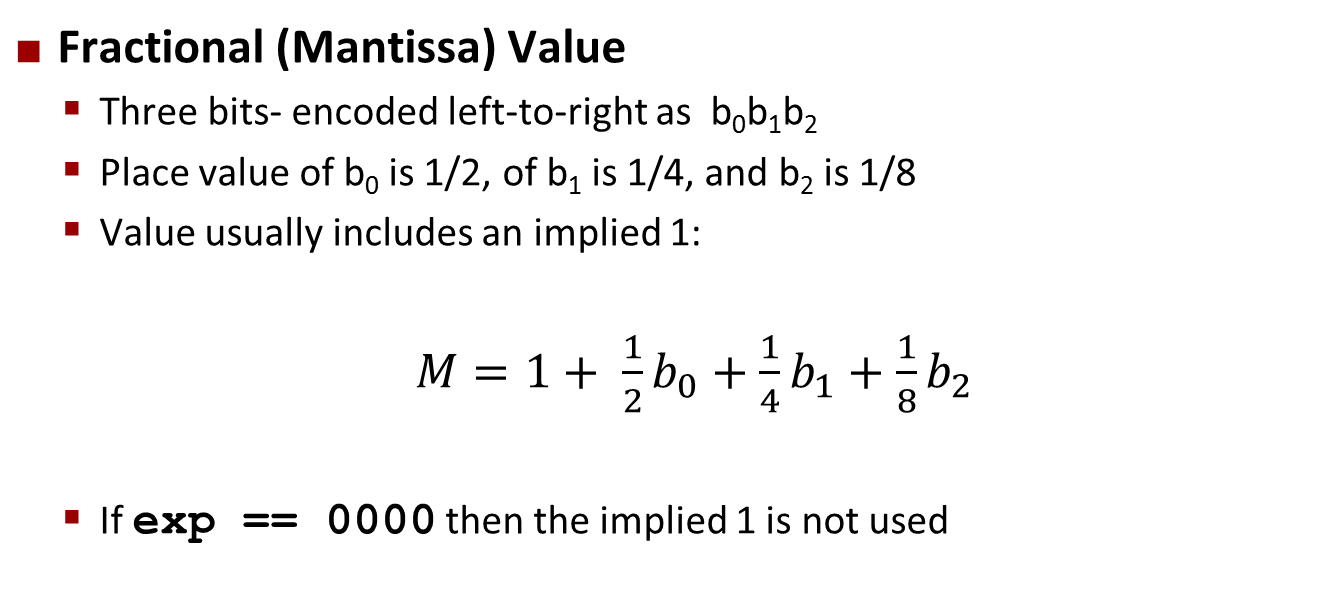 ■ Fractional (Mantissa) Value
▪ Three bits- encoded left-to-right as b₀b₁b₂
▪ Place value of b₀ is 1/2, of b₁ is 1/4, and b₂ is 1/8
▪ Value usually includes an implied 1:
M = 1 + 1/2 b₀ + 1/4 b₁ + 1/8 b₂
▪ If exp == 0000 then the implied 1 is not used